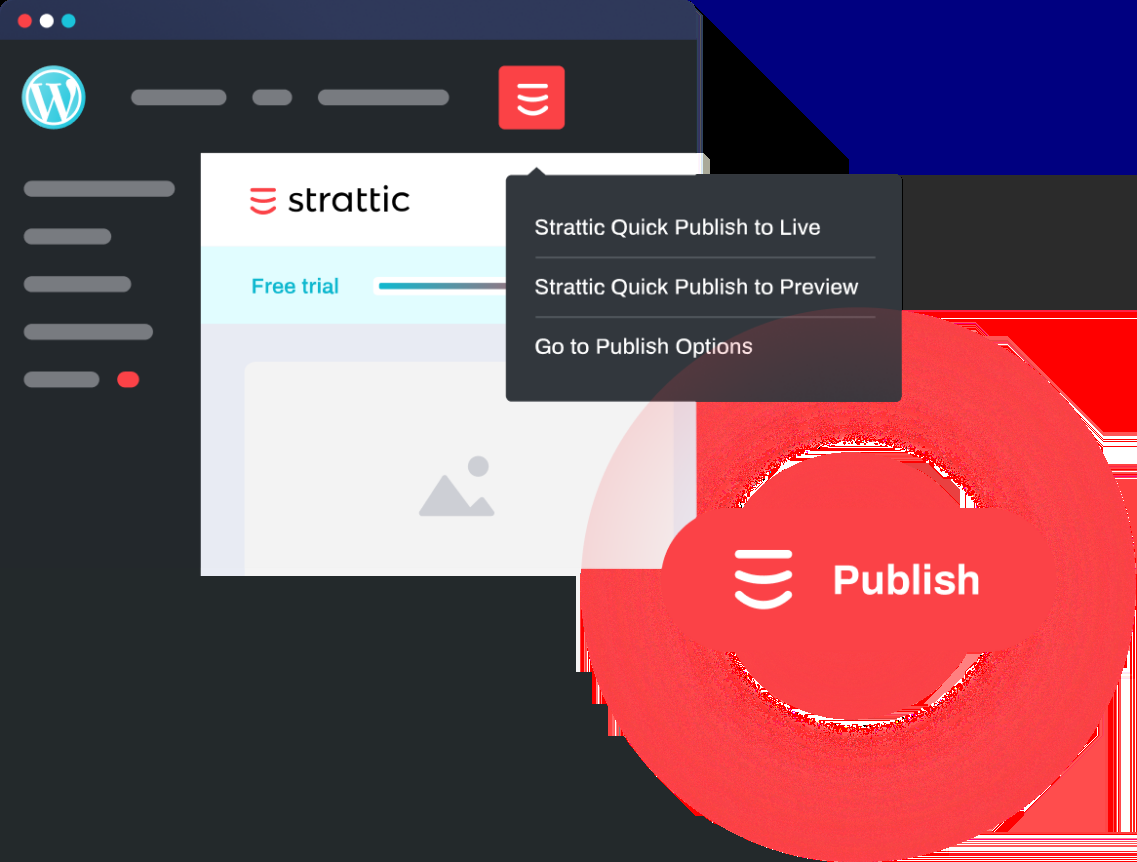 strattic
Strattic Quick Publish to Live
Free trial
Strattic Quick Publish to Preview
Go to Publish Options
Publish